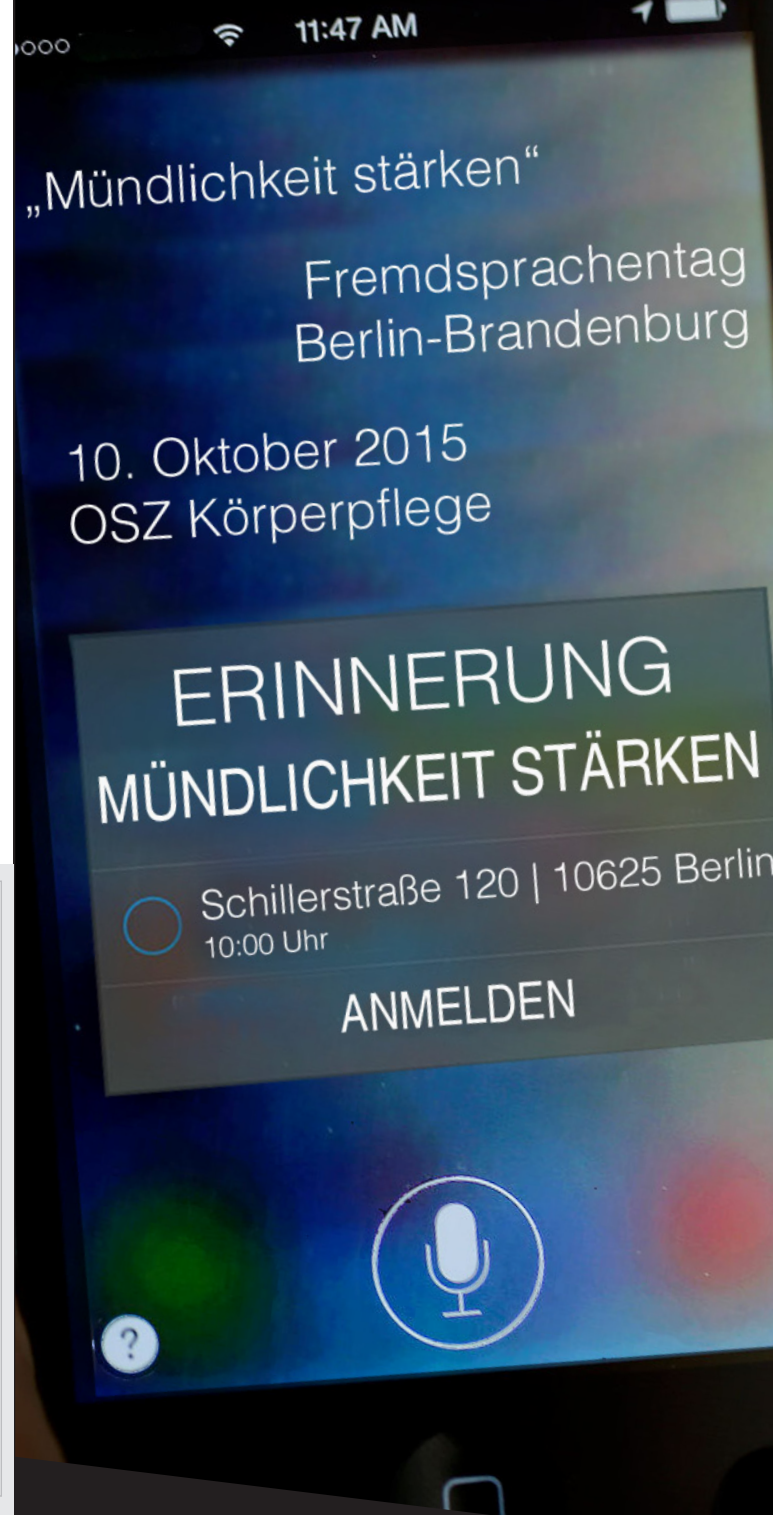 11:47 AM
„Mündlichkeit stärken“
Fremdsprachentag
Berlin-Brandenburg
10. Oktober 2015
OSZ Körperpflege
ERINNERUNG
MÜNDLICHKEIT STÄRKEN
Schillerstraße 120 | 10625 Berlin
10:00 Uhr
ANMELDEN
?